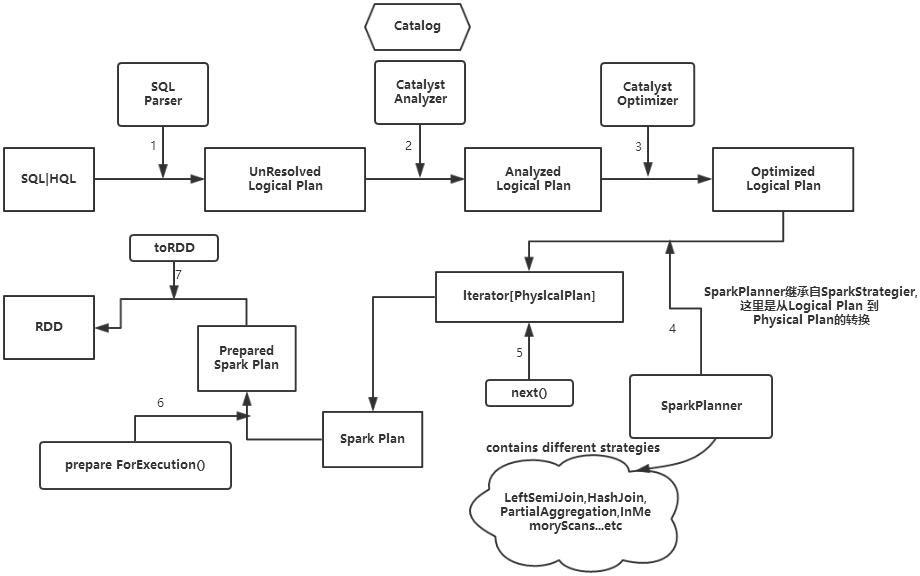 Catalog
SQL
Parser
Catalyst
Analyzer
Catalyst
Optimizer
1
2
3
SQL|HQL
UnResolved
Logical Plan
Analyzed
Logical Plan
Optimized
Logical Plan
toRDD
7
RDD
Iterator[PhysicalPlan]
SparkPlanner继承自SparkStrategier,
这里是从Logical Plan 到
Physical Plan的转换
4
Prepared
Spark Plan
5
next()
SparkPlanner
6
Spark Plan
prepare ForExecution()
contains different strategies
LeftSemiJoin,HashJoin,
PartialAggregation,InMe
moryScans...etc